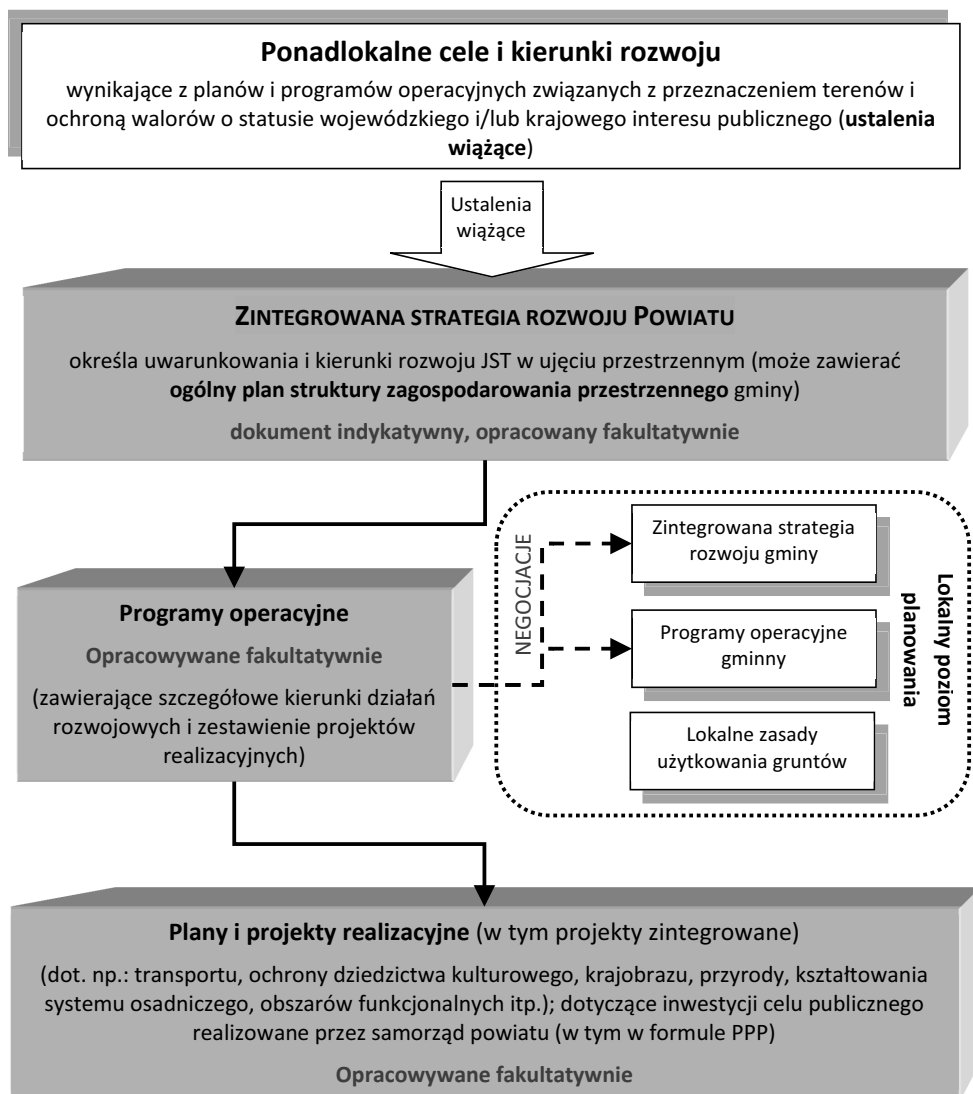 Ponadlokalne cele i kierunki rozwoju
wynikające z planów i programów operacyjnych związanych z przeznaczeniem terenów i
ochroną walorów o statusie wojewódzkiego i/lub krajowego interesu publicznego (ustalenia
wiążące)
Ustalenia
wiążące
ZINTEGROWANA STRATEGIA ROZWOJU POWIATU
określa uwarunkowania i kierunki rozwoju JST w ujęciu przestrzennym (może zawierać
ogólny plan struktury zagospodarowania przestrzennego gminy)
dokument indykatywny, opracowany fakultatywnie
Programy operacyjne
Opracowywane fakultatywnie
(zawierające szczegółowe kierunki działań
rozwojowych i zestawienie projektów
realizacyjnych)
NEGOCJACJE
Zintegrowana strategia
rozwoju gminy
Programy operacyjne
gminny
Lokalne zasady
użytkowania gruntów
Lokalny poziom
planowania
Plany i projekty realizacyjne (w tym projekty zintegrowane)
(dot. np.: transportu, ochrony dziedzictwa kulturowego, krajobrazu, przyrody, kształtowania
systemu osadniczego, obszarów funkcjonalnych itp.); dotyczące inwestycji celu publicznego
realizowane przez samorząd powiatu (w tym w formule PPP)
Opracowywane fakultatywnie